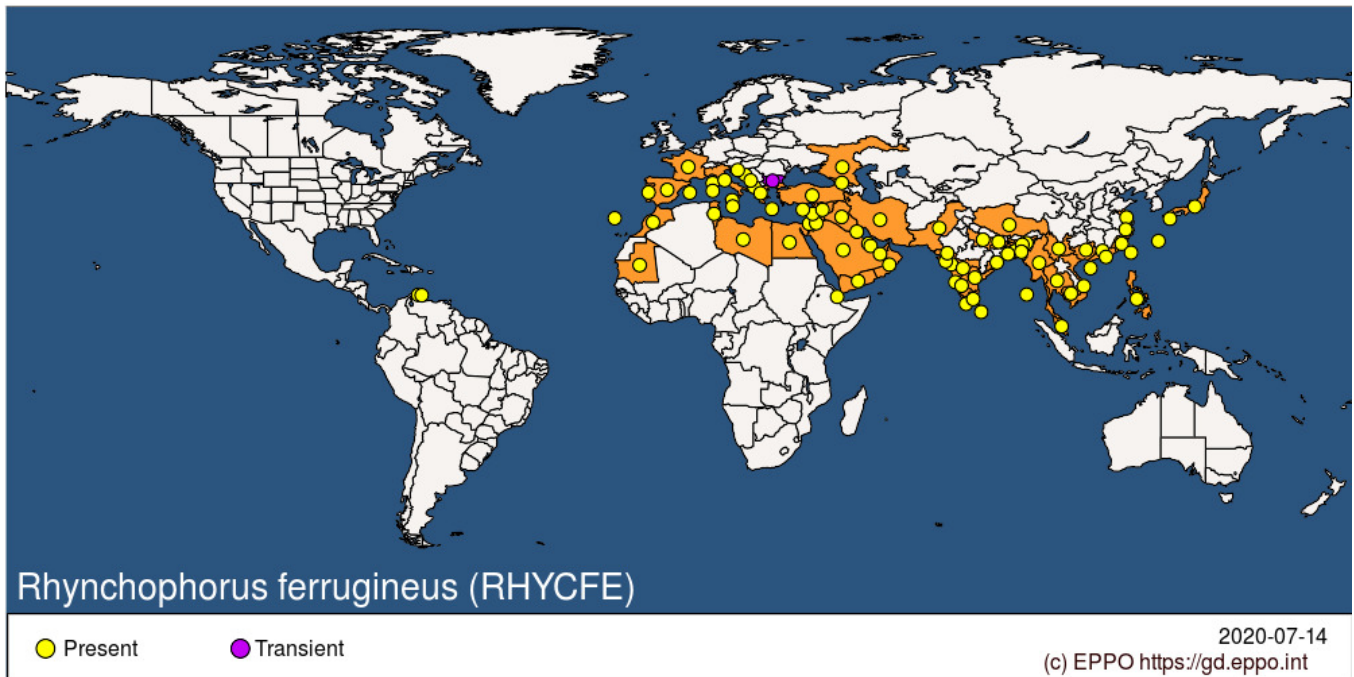 Rhynchophorus ferrugineus (RHYCFE)
Present
Transient
2020-07-14
(c) EPPO https://gd.eppo.int